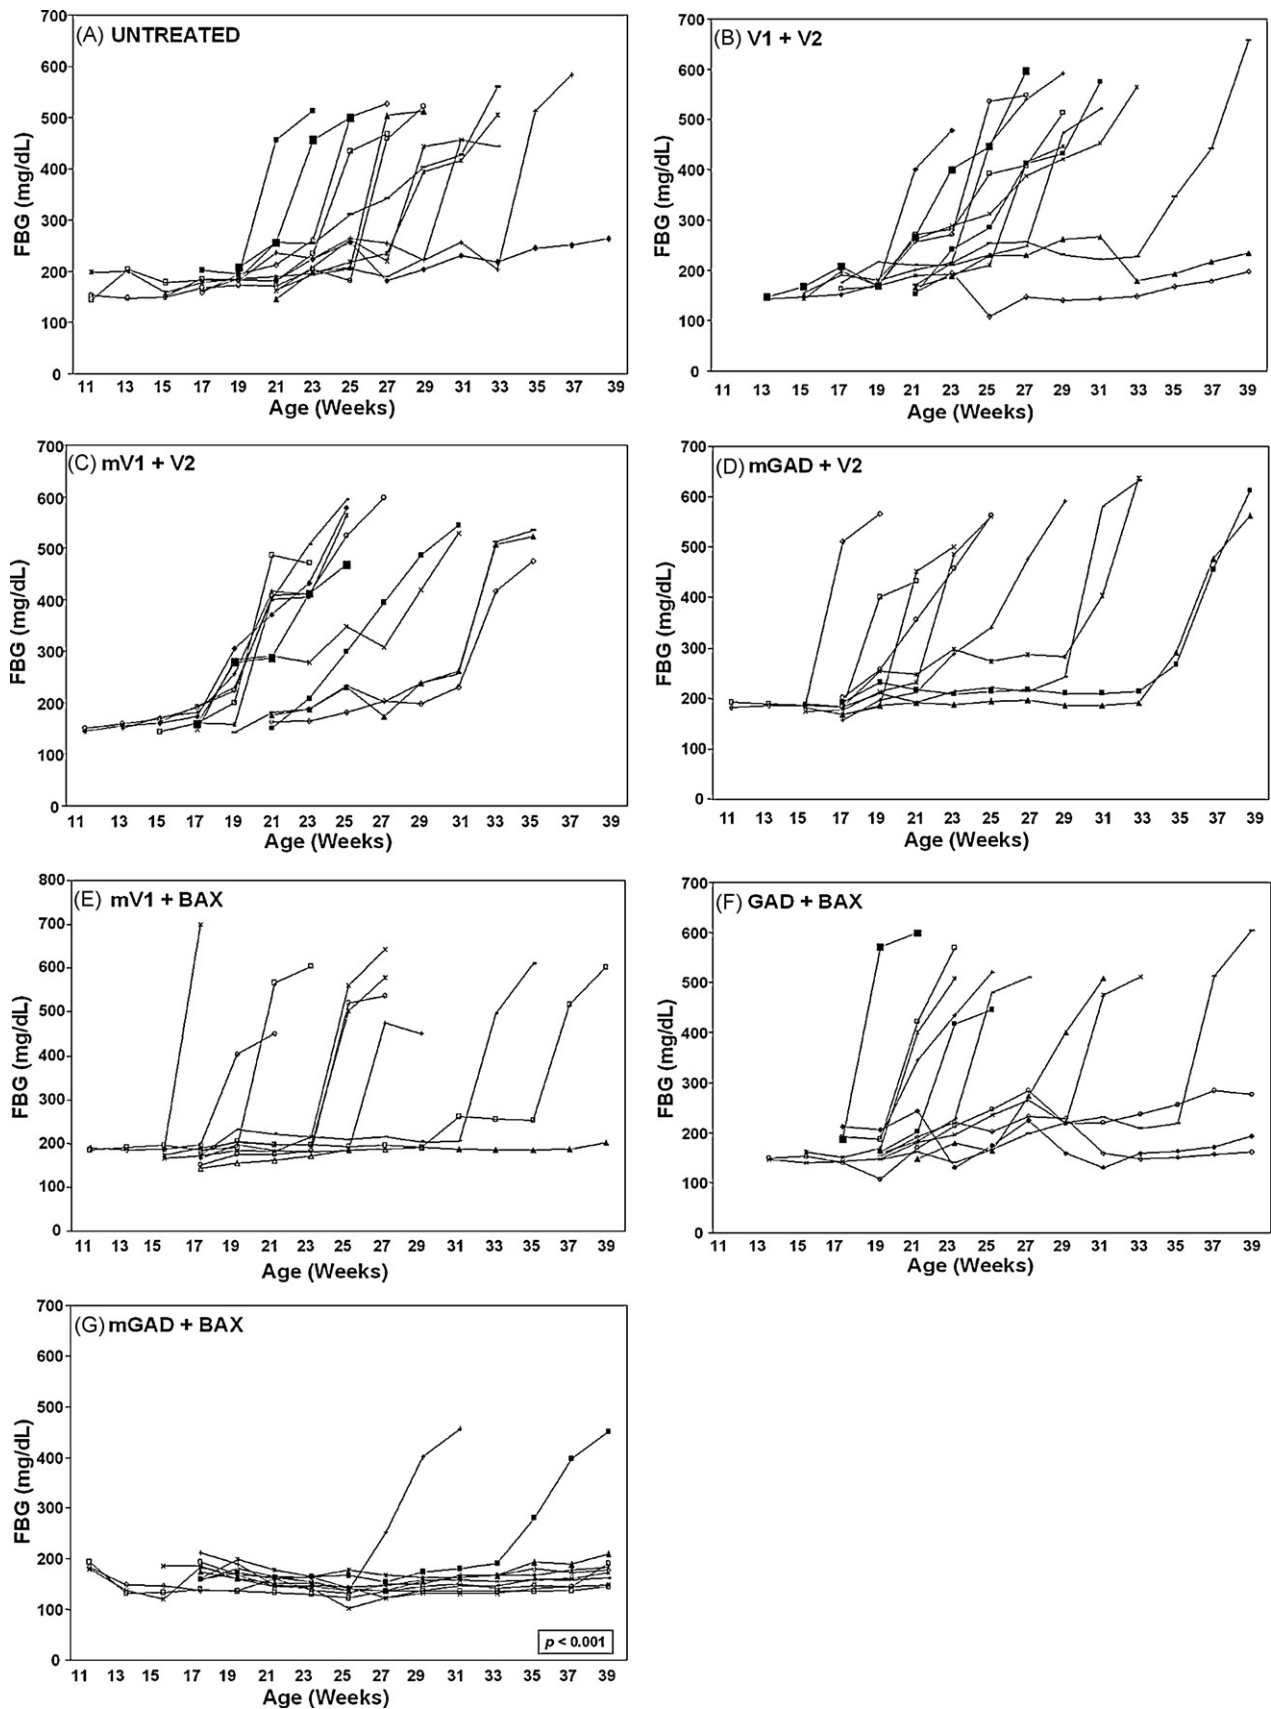 (A) UNTREATED
700
600
500
400
300
200
100
0
FBG (mg/dL)
11 13 15 17 19 21 23 25 27 29 31 33 35 37 39
Age (Weeks)
(B) V1 + V2
700
600
500
400
300
200
100
0
FBG (mg/dL)
11 13 15 17 19 21 23 25 27 29 31 33 35 37 39
Age (Weeks)
(C) mV1 + V2
700
600
500
400
300
200
100
0
FBG (mg/dL)
11 13 15 17 19 21 23 25 27 29 31 33 35 37 39
Age (Weeks)
(D) mGAD + V2
700
600
500
400
300
200
100
0
FBG (mg/dL)
11 13 15 17 19 21 23 25 27 29 31 33 35 37 39
Age (Weeks)
(E) mV1 + BAX
800
700
600
500
400
300
200
100
0
FBG (mg/dL)
11 13 15 17 19 21 23 25 27 29 31 33 35 37 39
Age (Weeks)
(F) GAD + BAX
700
600
500
400
300
200
100
0
FBG (mg/dL)
11 13 15 17 19 21 23 25 27 29 31 33 35 37 39
Age (Weeks)
(G) mGAD + BAX
700
600
500
400
300
200
100
0
FBG (mg/dL)
p < 0.001
11 13 15 17 19 21 23 25 27 29 31 33 35 37 39
Age (Weeks)